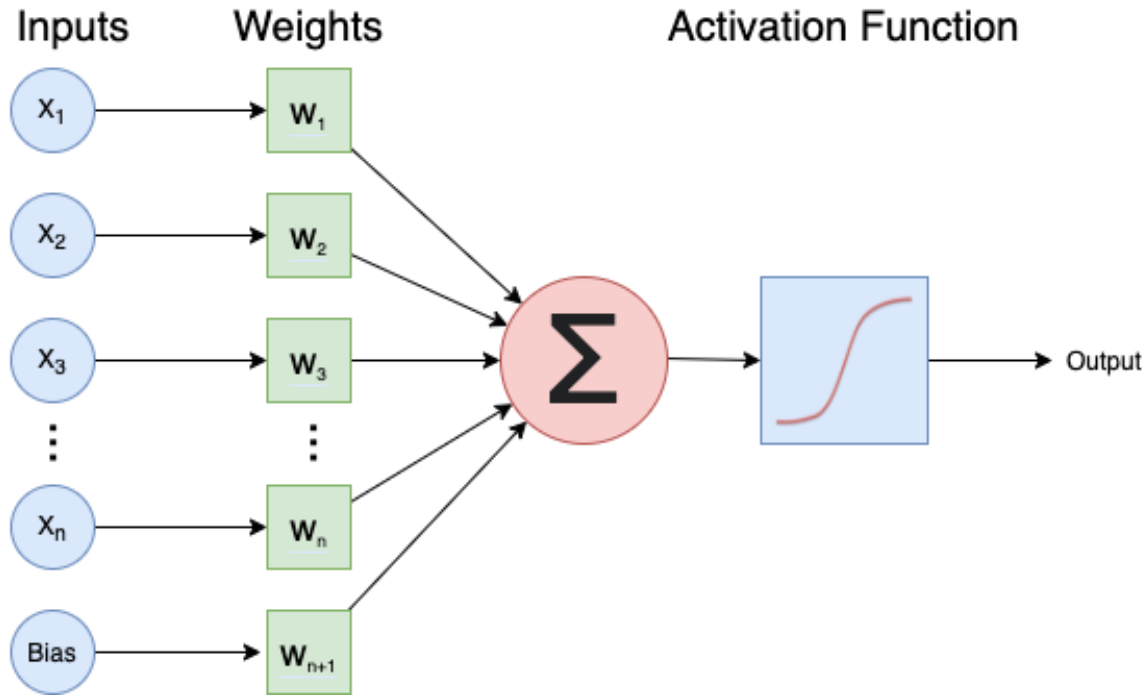 Inputs Weights Activation Function
X₁ W₁
X₂ W₂
X₃ W₃
⋮ ⋮
Σ
Output
Xₙ Wₙ
Bias Wₙ₊₁